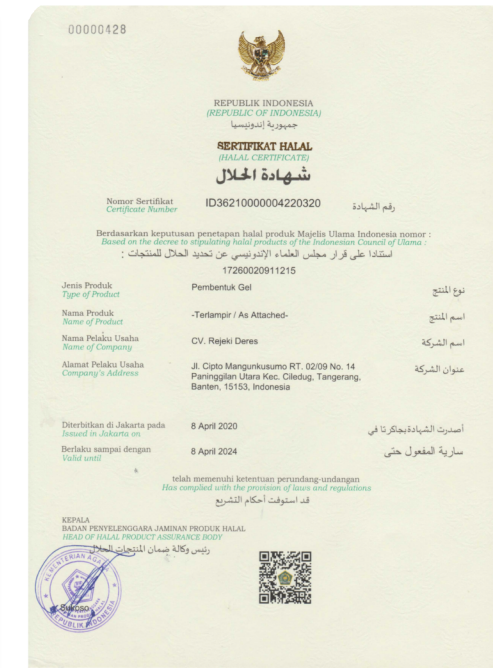 00000428
REPUBLIK INDONESIA
(REPUBLIC OF INDONESIA)
جمهورية إندونيسيا
SERTIFIKAT HALAL
(HALAL CERTIFICATE)
شهادة الحلال
Nomor Sertifikat ID36210000004220320 رقم الشهادة
Certificate Number
Berdasarkan keputusan penetapan halal produk Majelis Ulama Indonesia nomor :
Based on the decree to stipulating halal products of the Indonesian Council of Ulama :
استنادا على قرار مجلس العلماء الإندونيسي عن تحديد الحلال للمنتجات :
17260020911215
Jenis Produk Pembentuk Gel نوع المنتج
Type of Product
Nama Produk -Terlampir / As Attached- اسم المنتج
Name of Product
Nama Pelaku Usaha CV. Rejeki Deres اسم الشركة
Name of Company
Alamat Pelaku Usaha Jl. Cipto Mangunkusumo RT. 02/09 No. 14 عنوان الشركة
Company's Address Paninggilan Utara Kec. Ciledug, Tangerang,
Banten, 15153, Indonesia
Diterbitkan di Jakarta pada 8 April 2020 أصدرت الشهادة بجاكرتا في
Issued in Jakarta on
Berlaku sampai dengan 8 April 2024 سارية المفعول حتى
Valid until
telah memenuhi ketentuan perundang-undangan
Has complied with the provision of laws and regulations
قد استوفت أحكام التشريع
KEPALA
BADAN PENYELENGGARA JAMINAN PRODUK HALAL
HEAD OF HALAL PRODUCT ASSURANCE BODY
رئيس وكالة ضمان المنتجات الحلال
KEMENTERIAN AGAMA
Sukoso
REPUBLIK INDONESIA